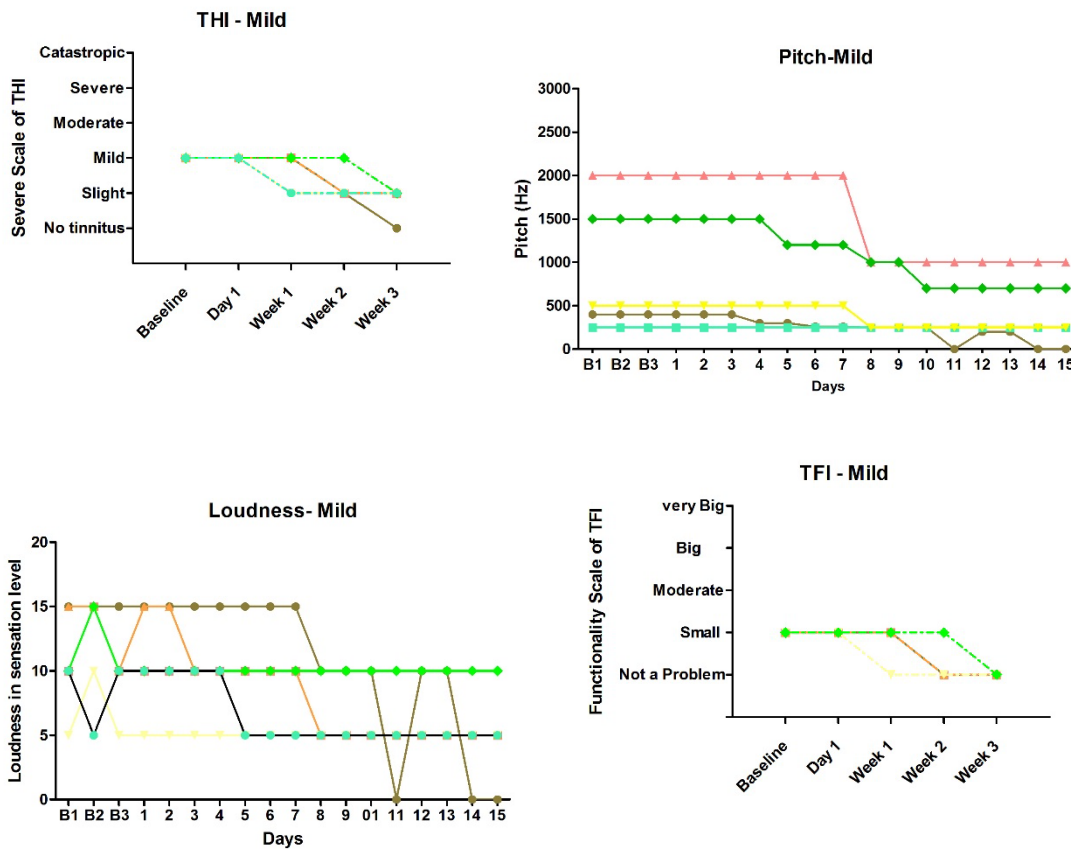 THI - Mild
Severe Scale of THI
Catastropic
Severe
Moderate
Mild
Slight
No tinnitus
Baseline
Day 1
Week 1
Week 2
Week 3
Pitch-Mild
Pitch (Hz)
3000
2500
2000
1500
1000
500
0
B1 B2 B3 1 2 3 4 5 6 7 8 9 10 11 12 13 14 15
Days
Loudness- Mild
Loudness in sensation level
20
15
10
5
0
B1 B2 B3 1 2 3 4 5 6 7 8 9 01 11 12 13 14 15
Days
TFI - Mild
Functionality Scale of TFI
very Big
Big
Moderate
Small
Not a Problem
Baseline
Day 1
Week 1
Week 2
Week 3